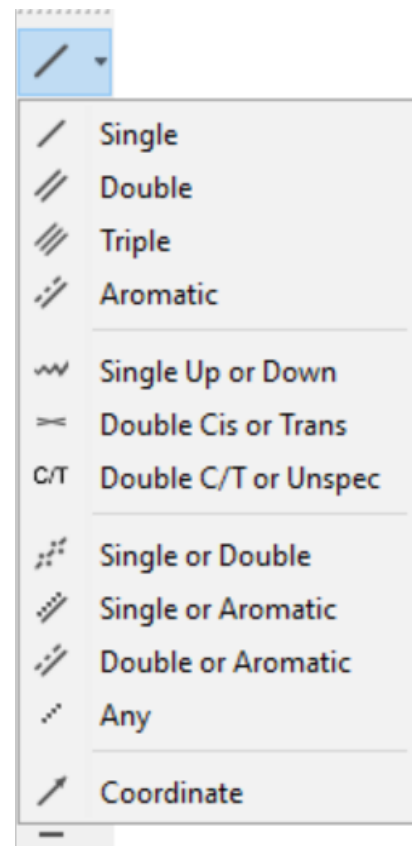 Single
Double
Triple
Aromatic
Single Up or Down
Double Cis or Trans
C/T Double C/T or Unspec
Single or Double
Single or Aromatic
Double or Aromatic
Any
Coordinate